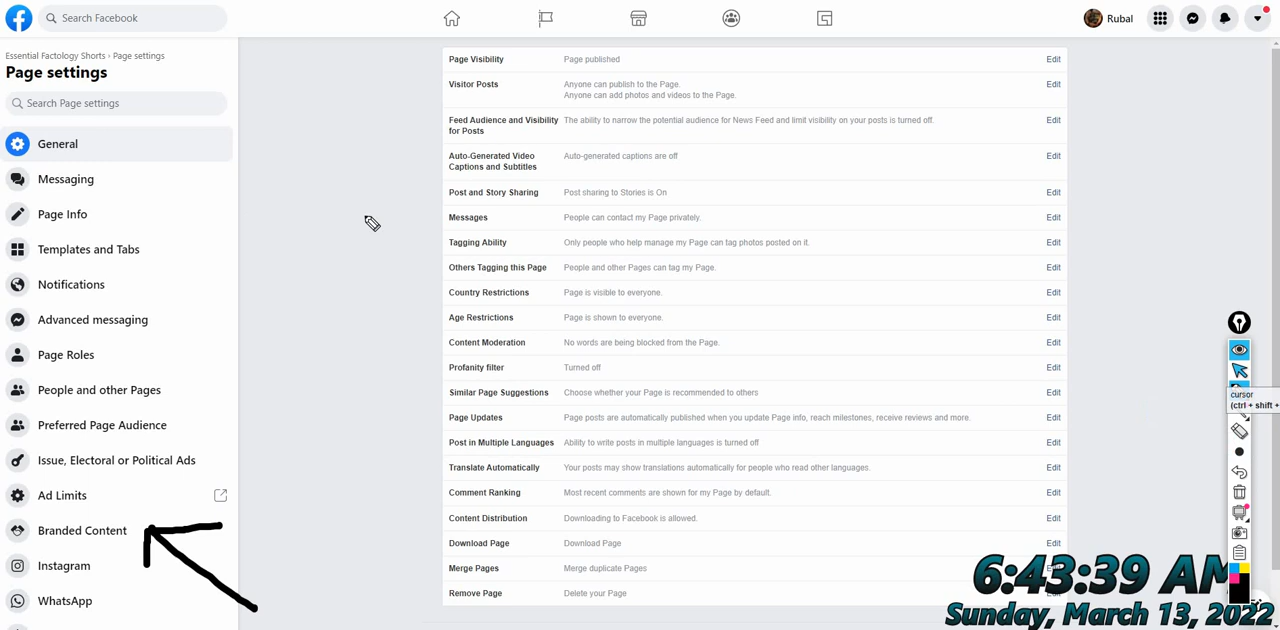 Search Facebook
Rubal
Essential Factology Shorts › Page settings
Page settings
Search Page settings
General
Messaging
Page Info
Templates and Tabs
Notifications
Advanced messaging
Page Roles
People and other Pages
Preferred Page Audience
Issue, Electoral or Political Ads
Ad Limits
Branded Content
Instagram
WhatsApp
Page Visibility Page published Edit
Visitor Posts Anyone can publish to the Page. Edit
Anyone can add photos and videos to the Page.
Feed Audience and Visibility The ability to narrow the potential audience for News Feed and limit visibility on your posts is turned off. Edit
for Posts
Auto-Generated Video Auto-generated captions are off Edit
Captions and Subtitles
Post and Story Sharing Post sharing to Stories is On Edit
Messages People can contact my Page privately. Edit
Tagging Ability Only people who help manage my Page can tag photos posted on it. Edit
Others Tagging this Page People and other Pages can tag my Page. Edit
Country Restrictions Page is visible to everyone. Edit
Age Restrictions Page is shown to everyone. Edit
Content Moderation No words are being blocked from the Page. Edit
Profanity filter Turned off Edit
Similar Page Suggestions Choose whether your Page is recommended to others Edit
Page Updates Page posts are automatically published when you update Page info, reach milestones, receive reviews and more. Edit
Post in Multiple Languages Ability to write posts in multiple languages is turned off Edit
Translate Automatically Your posts may show translations automatically for people who read other languages. Edit
Comment Ranking Most recent comments are shown for my Page by default. Edit
Content Distribution Downloading to Facebook is allowed. Edit
Download Page Download Page Edit
Merge Pages Merge duplicate Pages Edit
Remove Page Delete your Page Edit
cursor
(ctrl + shift +
6:43:39 AM
Sunday, March 13, 2022